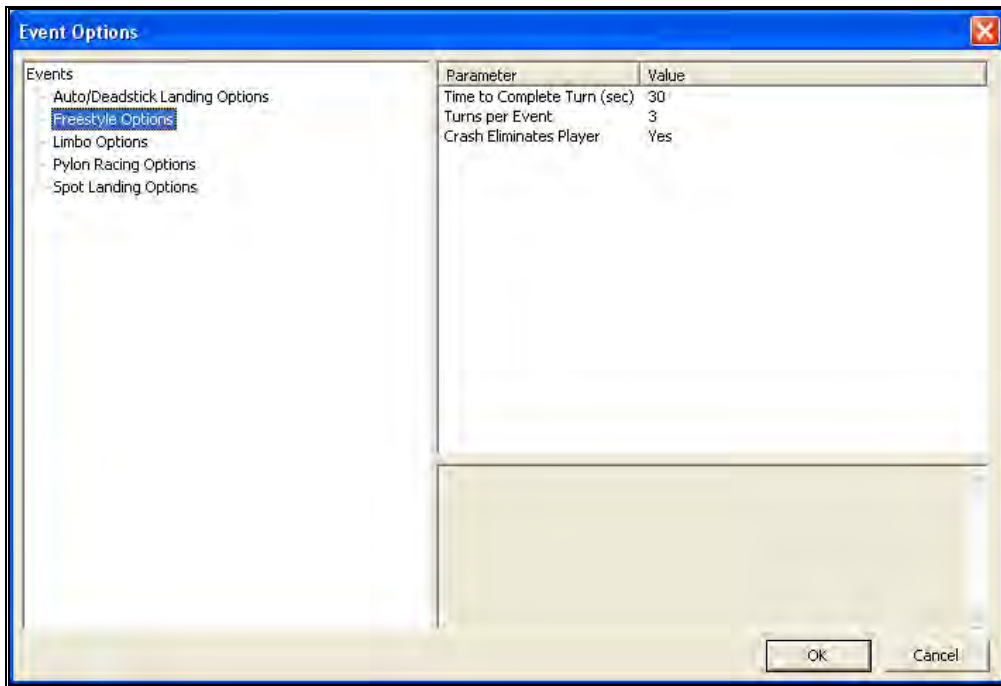 Event Options
Events
Auto/Deadstick Landing Options
Freestyle Options
Limbo Options
Pylon Racing Options
Spot Landing Options
Parameter Value
Time to Complete Turn (sec) 30
Turns per Event 3
Crash Eliminates Player Yes
OK Cancel